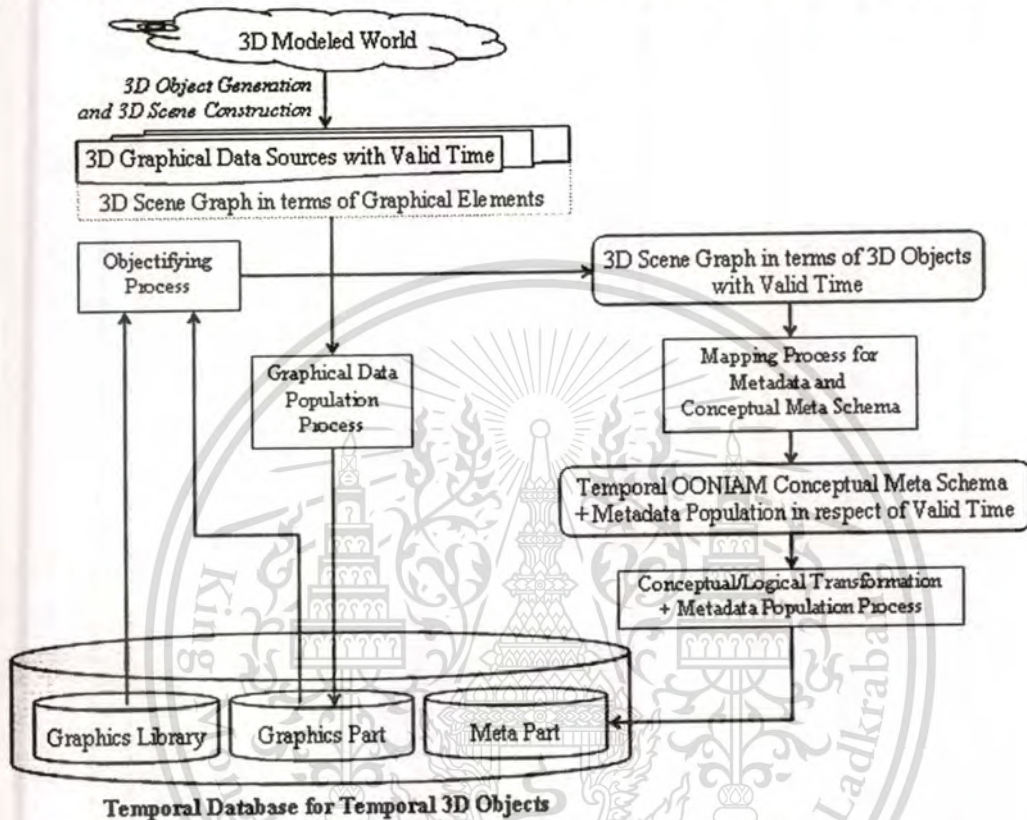 3D Modeled World
3D Object Generation
and 3D Scene Construction
3D Graphical Data Sources with Valid Time
3D Scene Graph in terms of Graphical Elements
Objectifying
Process
3D Scene Graph in terms of 3D Objects
with Valid Time
Graphical Data
Population
Process
Mapping Process for
Metadata and
Conceptual Meta Schema
Temporal OONIAM Conceptual Meta Schema
+Metadata Population in respect of Valid Time
Conceptual/Logical Transformation
+ Metadata Population Process
Graphics Library
Graphics Part
Meta Part
Temporal Database for Temporal 3D Objects
King
Ladkrabang